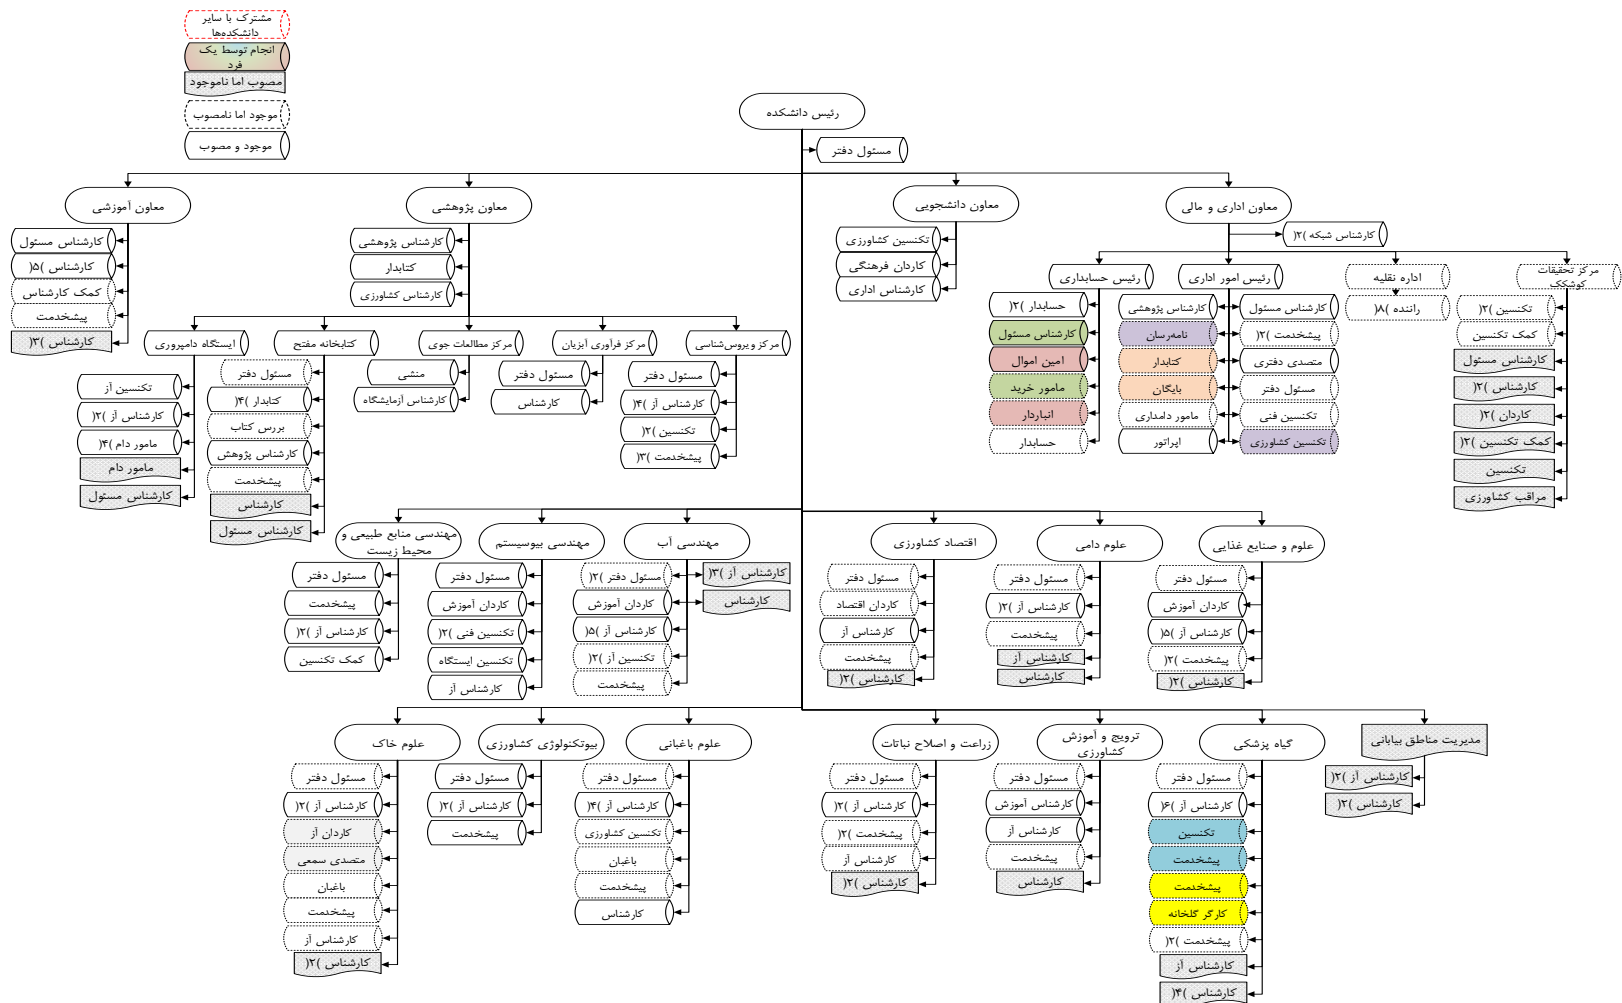 مشترک با سایر
دانشکده‌ها
انجام توسط یک
فرد
مصوب اما ناموجود
موجود اما نامصوب
موجود و مصوب
رئیس دانشکده
مسئول دفتر
معاون اداری و مالی
کارشناس شبکه )۲(
مرکز تحقیقات
کوشکک
تکنسین )۲(
کمک تکنسین
کارشناس مسئول
کارشناس )۲(
کاردان )۲(
کمک تکنسین )۲(
تکنسین
مراقب کشاورزی
اداره نقلیه
راننده )۸(
رئیس امور اداری
کارشناس مسئول
پیشخدمت )۲(
متصدی دفتری
مسئول دفتر
تکنسین فنی
تکنسین کشاورزی
کارشناس پژوهشی
نامه‌رسان
کتابدار
بایگان
مامور دامداری
اپراتور
رئیس حسابداری
حسابدار )۲(
کارشناس مسئول
امین اموال
مامور خرید
انباردار
حسابدار
معاون دانشجویی
تکنسین کشاورزی
کاردان فرهنگی
کارشناس اداری
معاون پژوهشی
کارشناس پژوهشی
کتابدار
کارشناس کشاورزی
مرکز ویروس‌شناسی
مسئول دفتر
کارشناس آز )۴(
تکنسین )۲(
پیشخدمت )۳(
مرکز فرآوری آبزیان
مسئول دفتر
کارشناس
مرکز مطالعات جوی
منشی
کارشناس آزمایشگاه
کتابخانه مفتح
مسئول دفتر
کتابدار )۴(
بررس کتاب
کارشناس پژوهش
پیشخدمت
کارشناس
کارشناس مسئول
ایستگاه دامپروری
تکنسین آز
کارشناس آز )۲(
مامور دام )۴(
مامور دام
کارشناس مسئول
معاون آموزشی
کارشناس مسئول
کارشناس )۵(
کمک کارشناس
پیشخدمت
کارشناس )۳(
علوم و صنایع غذایی
مسئول دفتر
کاردان آموزش
کارشناس آز )۵(
پیشخدمت )۲(
کارشناس )۲(
علوم دامی
مسئول دفتر
کارشناس آز )۲(
پیشخدمت
کارشناس آز
کارشناس
اقتصاد کشاورزی
مسئول دفتر
کاردان اقتصاد
کارشناس آز
پیشخدمت
کارشناس )۲(
مهندسی آب
کارشناس آز )۳(
کارشناس
مسئول دفتر )۲(
کاردان آموزش
کارشناس آز )۵(
تکنسین آز )۲(
پیشخدمت
مهندسی بیوسیستم
مسئول دفتر
کاردان آموزش
تکنسین فنی )۲(
تکنسین ایستگاه
کارشناس آز
مهندسی منابع طبیعی و
محیط زیست
مسئول دفتر
پیشخدمت
کارشناس آز )۲(
کمک تکنسین
مدیریت مناطق بیابانی
کارشناس آز )۲(
کارشناس )۲(
گیاه پزشکی
مسئول دفتر
کارشناس آز )۶(
تکنسین
پیشخدمت
پیشخدمت
کارگر گلخانه
پیشخدمت )۲(
کارشناس آز
کارشناس )۴(
ترویج و آموزش
کشاورزی
مسئول دفتر
کارشناس آموزش
کارشناس آز
پیشخدمت
کارشناس
زراعت و اصلاح نباتات
مسئول دفتر
کارشناس آز )۲(
پیشخدمت )۲(
کارشناس آز
کارشناس )۲(
علوم باغبانی
مسئول دفتر
کارشناس آز )۴(
تکنسین کشاورزی
باغبان
پیشخدمت
کارشناس
بیوتکنولوژی کشاورزی
مسئول دفتر
کارشناس آز )۲(
پیشخدمت
علوم خاک
مسئول دفتر
کارشناس آز )۲(
کاردان آز
متصدی سمعی
باغبان
پیشخدمت
کارشناس آز
کارشناس )۲(